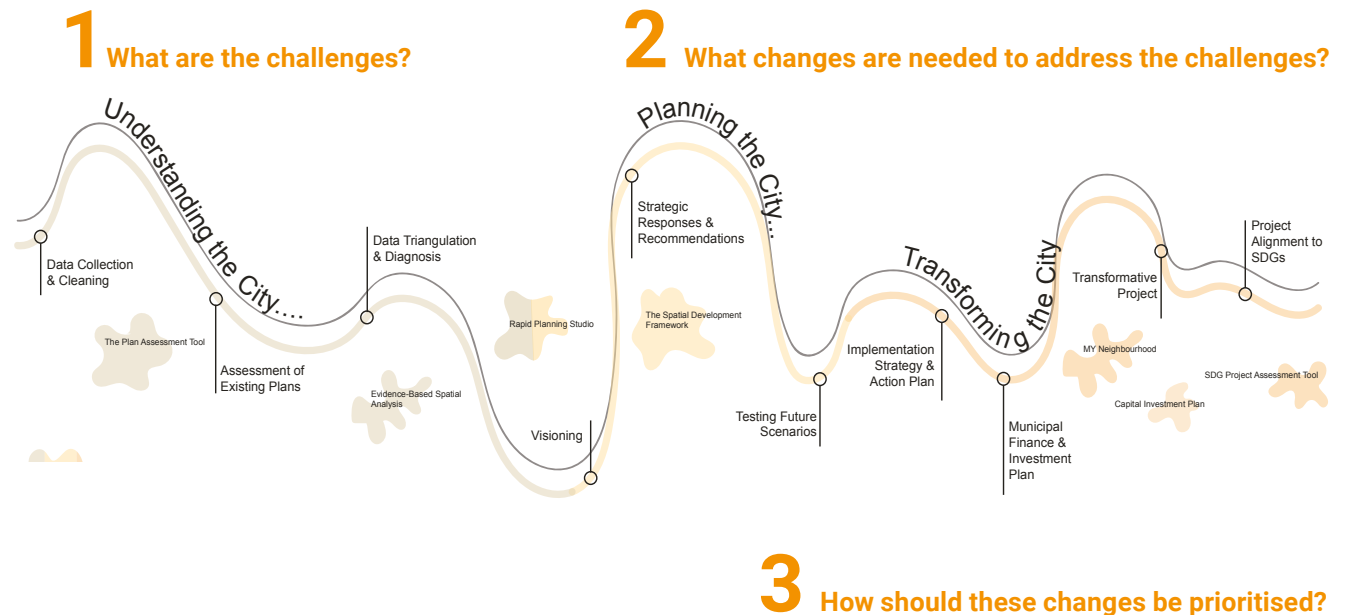 1 What are the challenges?
2 What changes are needed to address the challenges?
Understanding the City....
Planning the City...
Transforming the City
Data Collection
& Cleaning
The Plan Assessment Tool
Assessment of
Existing Plans
Data Triangulation
& Diagnosis
Evidence-Based Spatial
Analysis
Rapid Planning Studio
Visioning
Strategic
Responses &
Recommendations
The Spatial Development
Framework
Testing Future
Scenarios
Implementation
Strategy &
Action Plan
Municipal
Finance &
Investment
Plan
MY Neighbourhood
Capital Investment Plan
Transformative
Project
Project
Alignment to
SDGs
SDG Project Assessment Tool
3 How should these changes be prioritised?